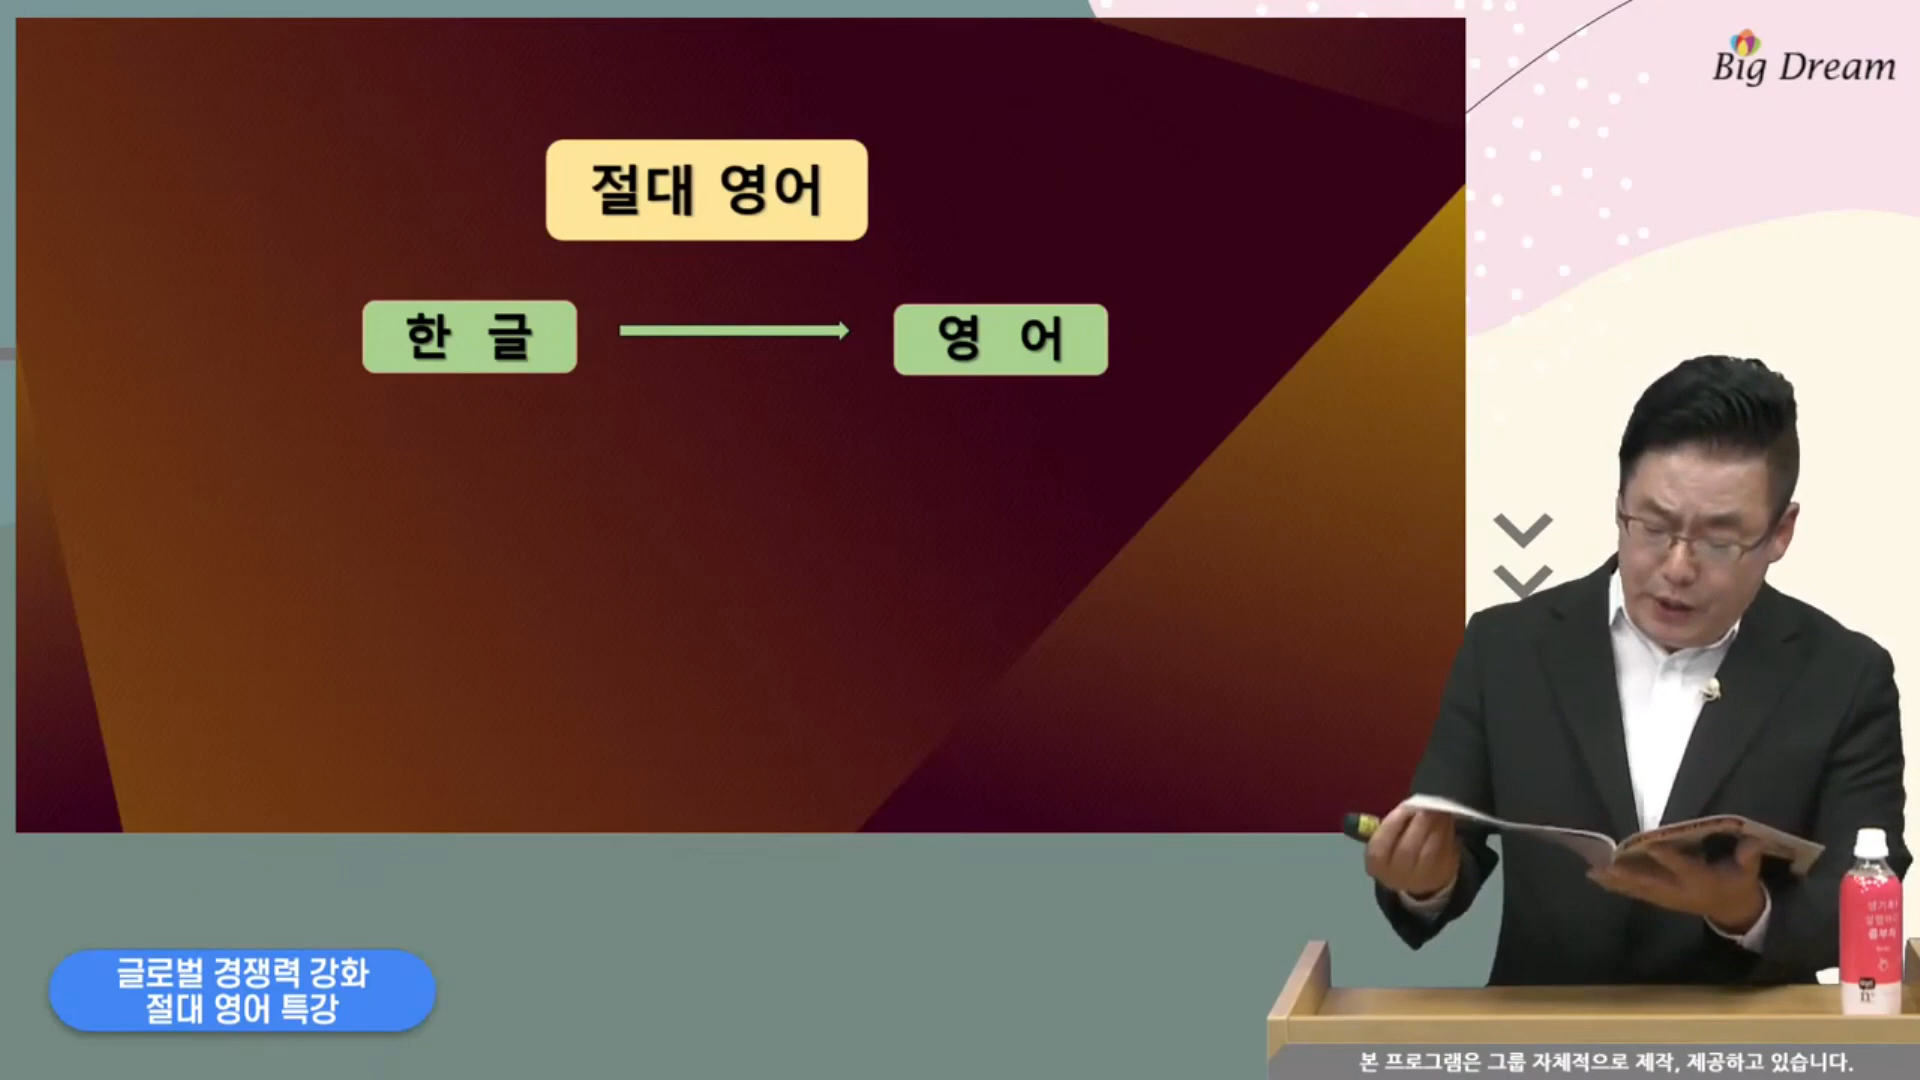 Big Dream
절대 영어
한 글
영 어
글로벌 경쟁력 강화
절대 영어 특강
본 프로그램은 그룹 자체적으로 제작, 제공하고 있습니다.